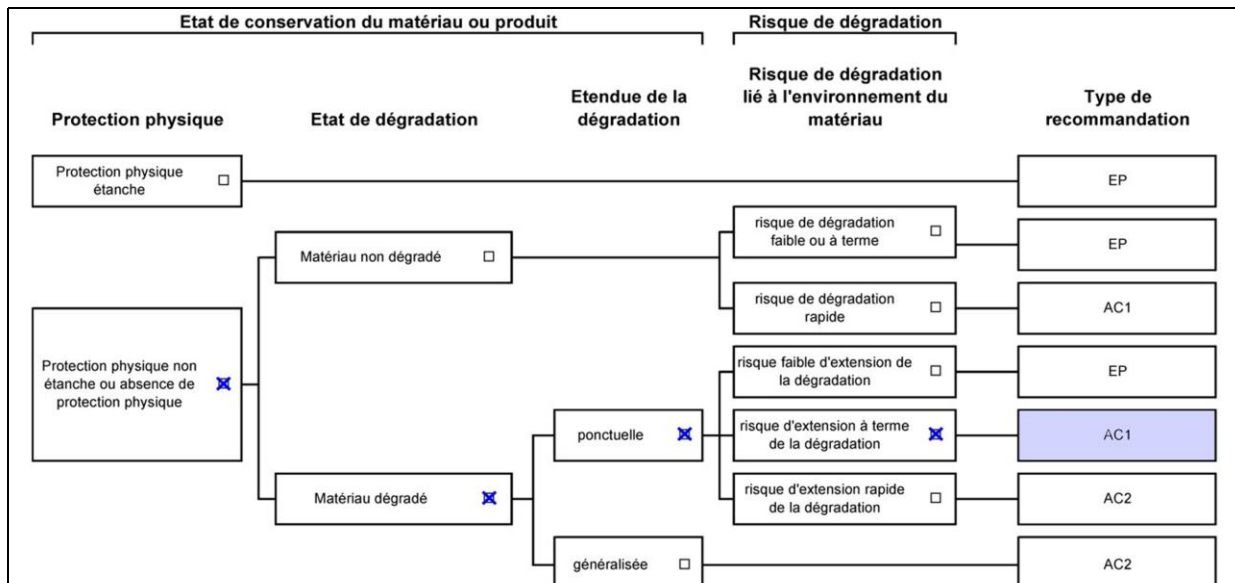 Etat de conservation du matériau ou produit
Risque de dégradation
Protection physique
Etat de dégradation
Etendue de la
dégradation
Risque de dégradation
lié à l'environnement du
matériau
Type de
recommandation
Protection physique
étanche
EP
Matériau non dégradé
risque de dégradation
faible ou à terme
EP
risque de dégradation
rapide
AC1
Protection physique non
étanche ou absence de
protection physique
risque faible d'extension de
la dégradation
EP
ponctuelle
risque d'extension à terme
de la dégradation
AC1
Matériau dégradé
risque d'extension rapide
de la dégradation
AC2
généralisée
AC2